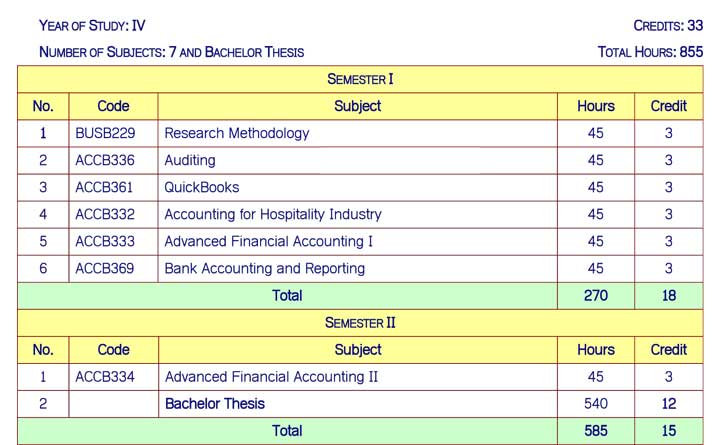 YEAR OF STUDY: IV CREDITS: 33
NUMBER OF SUBJECTS: 7 AND BACHELOR THESIS TOTAL HOURS: 855
SEMESTER I
No. Code Subject Hours Credit
1 BUSB229 Research Methodology 45 3
2 ACCB336 Auditing 45 3
3 ACCB361 QuickBooks 45 3
4 ACCB332 Accounting for Hospitality Industry 45 3
5 ACCB333 Advanced Financial Accounting I 45 3
6 ACCB369 Bank Accounting and Reporting 45 3
Total 270 18
SEMESTER II
No. Code Subject Hours Credit
1 ACCB334 Advanced Financial Accounting II 45 3
2 Bachelor Thesis 540 12
Total 585 15